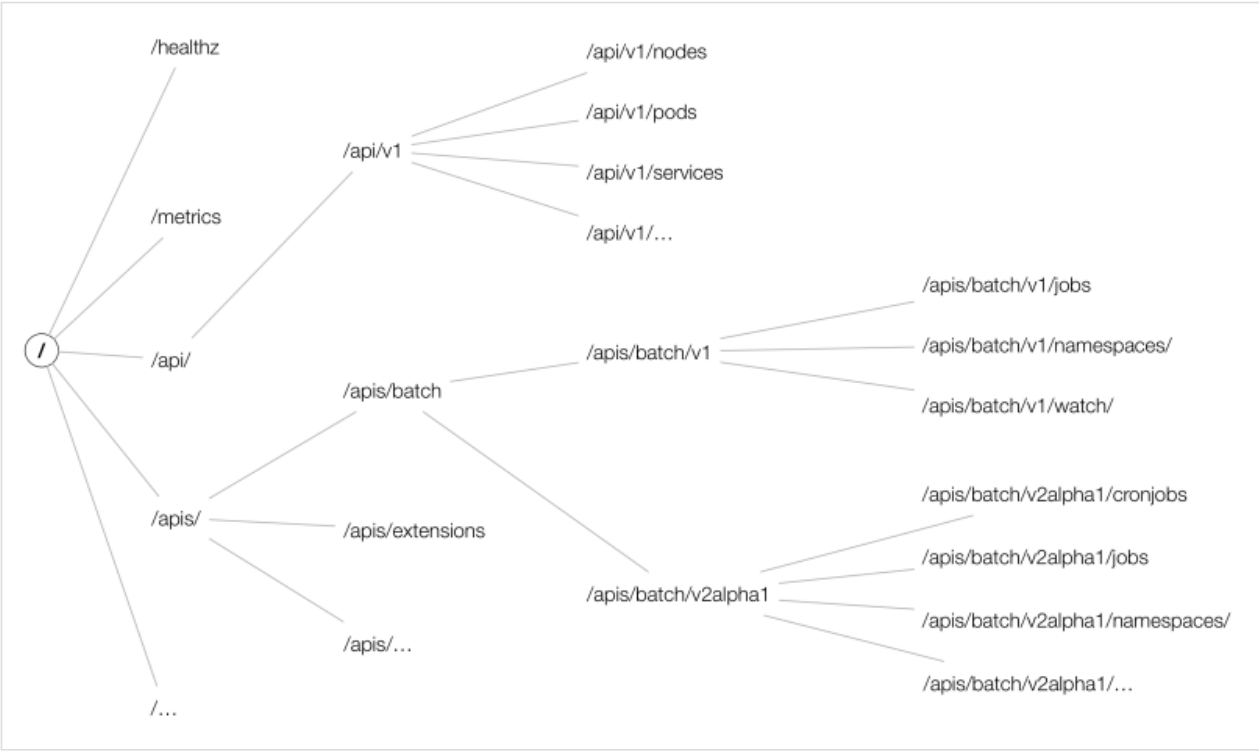 /healthz
/metrics
/
/api/
/apis/
/...
/api/v1
/apis/batch
/apis/extensions
/apis/...
/api/v1/nodes
/api/v1/pods
/api/v1/services
/api/v1/...
/apis/batch/v1
/apis/batch/v2alpha1
/apis/batch/v1/jobs
/apis/batch/v1/namespaces/
/apis/batch/v1/watch/
/apis/batch/v2alpha1/cronjobs
/apis/batch/v2alpha1/jobs
/apis/batch/v2alpha1/namespaces/
/apis/batch/v2alpha1/...